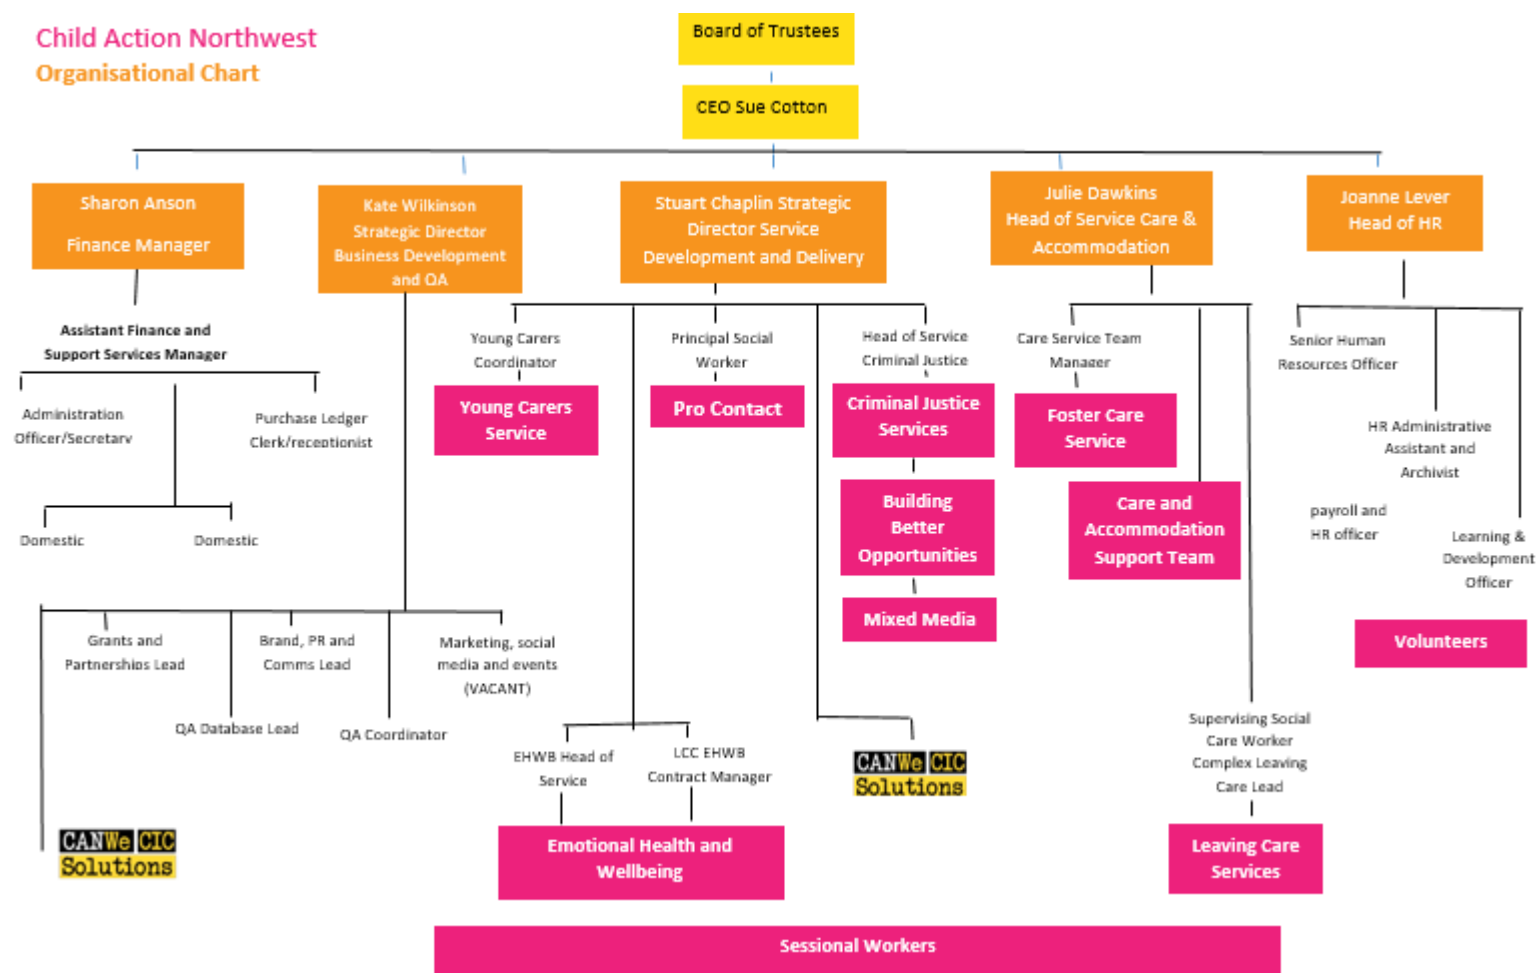 Child Action Northwest
Organisational Chart
Board of Trustees
CEO Sue Cotton
Sharon Anson
Finance Manager
Kate Wilkinson
Strategic Director
Business Development
and QA
Stuart Chaplin Strategic
Director Service
Development and Delivery
Julie Dawkins
Head of Service Care &
Accommodation
Joanne Lever
Head of HR
Assistant Finance and
Support Services Manager
Administration
Officer/Secretary
Purchase Ledger
Clerk/receptionist
Domestic
Domestic
Grants and
Partnerships Lead
QA Database Lead
Brand, PR and
Comms Lead
QA Coordinator
Marketing, social
media and events
(VACANT)
CANWe CIC
Solutions
Young Carers
Coordinator
Young Carers
Service
Principal Social
Worker
Pro Contact
Head of Service
Criminal Justice
Criminal Justice
Services
Building
Better
Opportunities
Mixed Media
EHWB Head of
Service
LCC EHWB
Contract Manager
Emotional Health and
Wellbeing
CANWe CIC
Solutions
Care Service Team
Manager
Foster Care
Service
Care and
Accommodation
Support Team
Supervising Social
Care Worker
Complex Leaving
Care Lead
Leaving Care
Services
Senior Human
Resources Officer
HR Administrative
Assistant and
Archivist
payroll and
HR officer
Learning &
Development
Officer
Volunteers
Sessional Workers